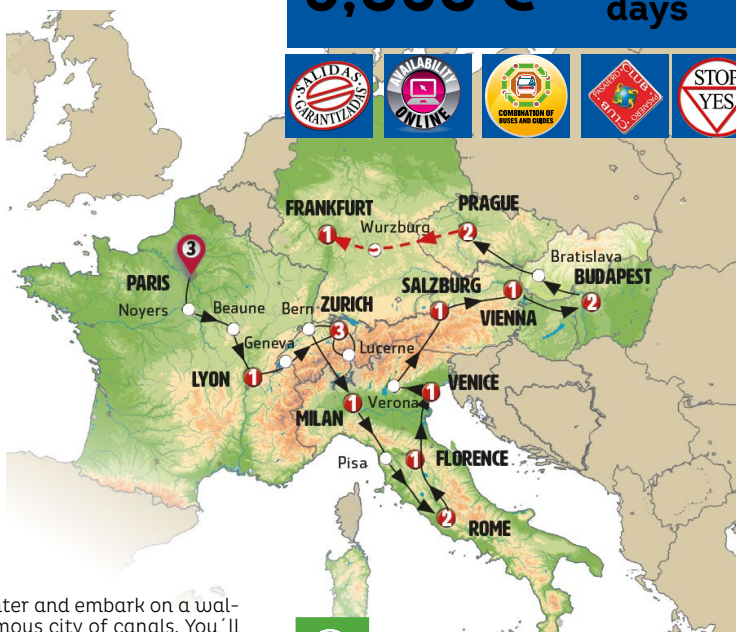 days
SALIDAS
GARANTIZADAS
AVAILABILITY
ONLINE
COMBINATION OF
BUSES AND GUIDES
PASAJERO CLUB
PASAJERO CLUB
STOP
YES
FRANKFURT
1
Wurzburg
PRAGUE
2
3
PARIS
Bratislava
BUDAPEST
2
SALZBURG
1
1
VIENNA
Noyers
Beaune
Bern
ZURICH
3
Geneva
Lucerne
LYON
1
VENICE
1
Verona
MILAN
1
Pisa
FLORENCE
1
2
ROME
ter and embark on a wal-
mous city of canals. You´ll